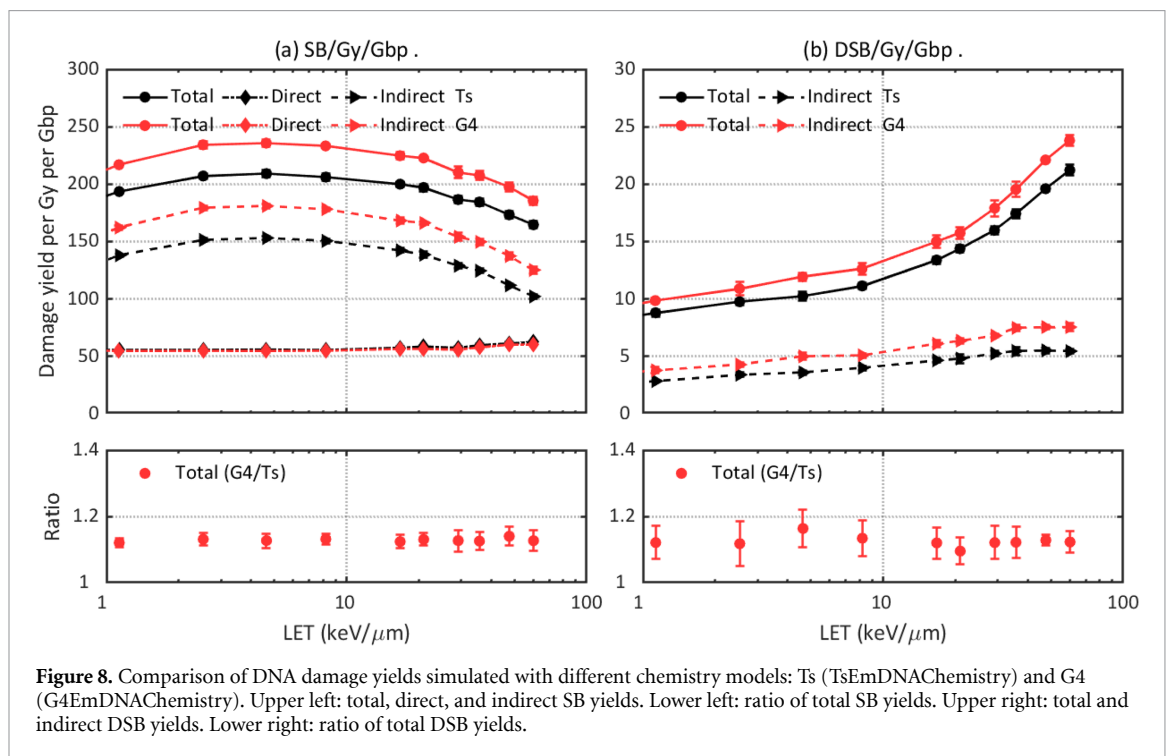 (a) SB/Gy/Gbp .
(b) DSB/Gy/Gbp .
Damage yield per Gy per Gbp
300
250
200
150
100
50
0
Total Direct Indirect Ts
Total Direct Indirect G4
30
25
20
15
10
5
0
Total Indirect Ts
Total Indirect G4
Ratio
1.4
1.2
1
Total (G4/Ts)
1 10 100
LET (keV/μm)
1.4
1.2
1
Total (G4/Ts)
1 10 100
LET (keV/μm)
Figure 8. Comparison of DNA damage yields simulated with different chemistry models: Ts (TsEmDNAChemistry) and G4
(G4EmDNAChemistry). Upper left: total, direct, and indirect SB yields. Lower left: ratio of total SB yields. Upper right: total and
indirect DSB yields. Lower right: ratio of total DSB yields.